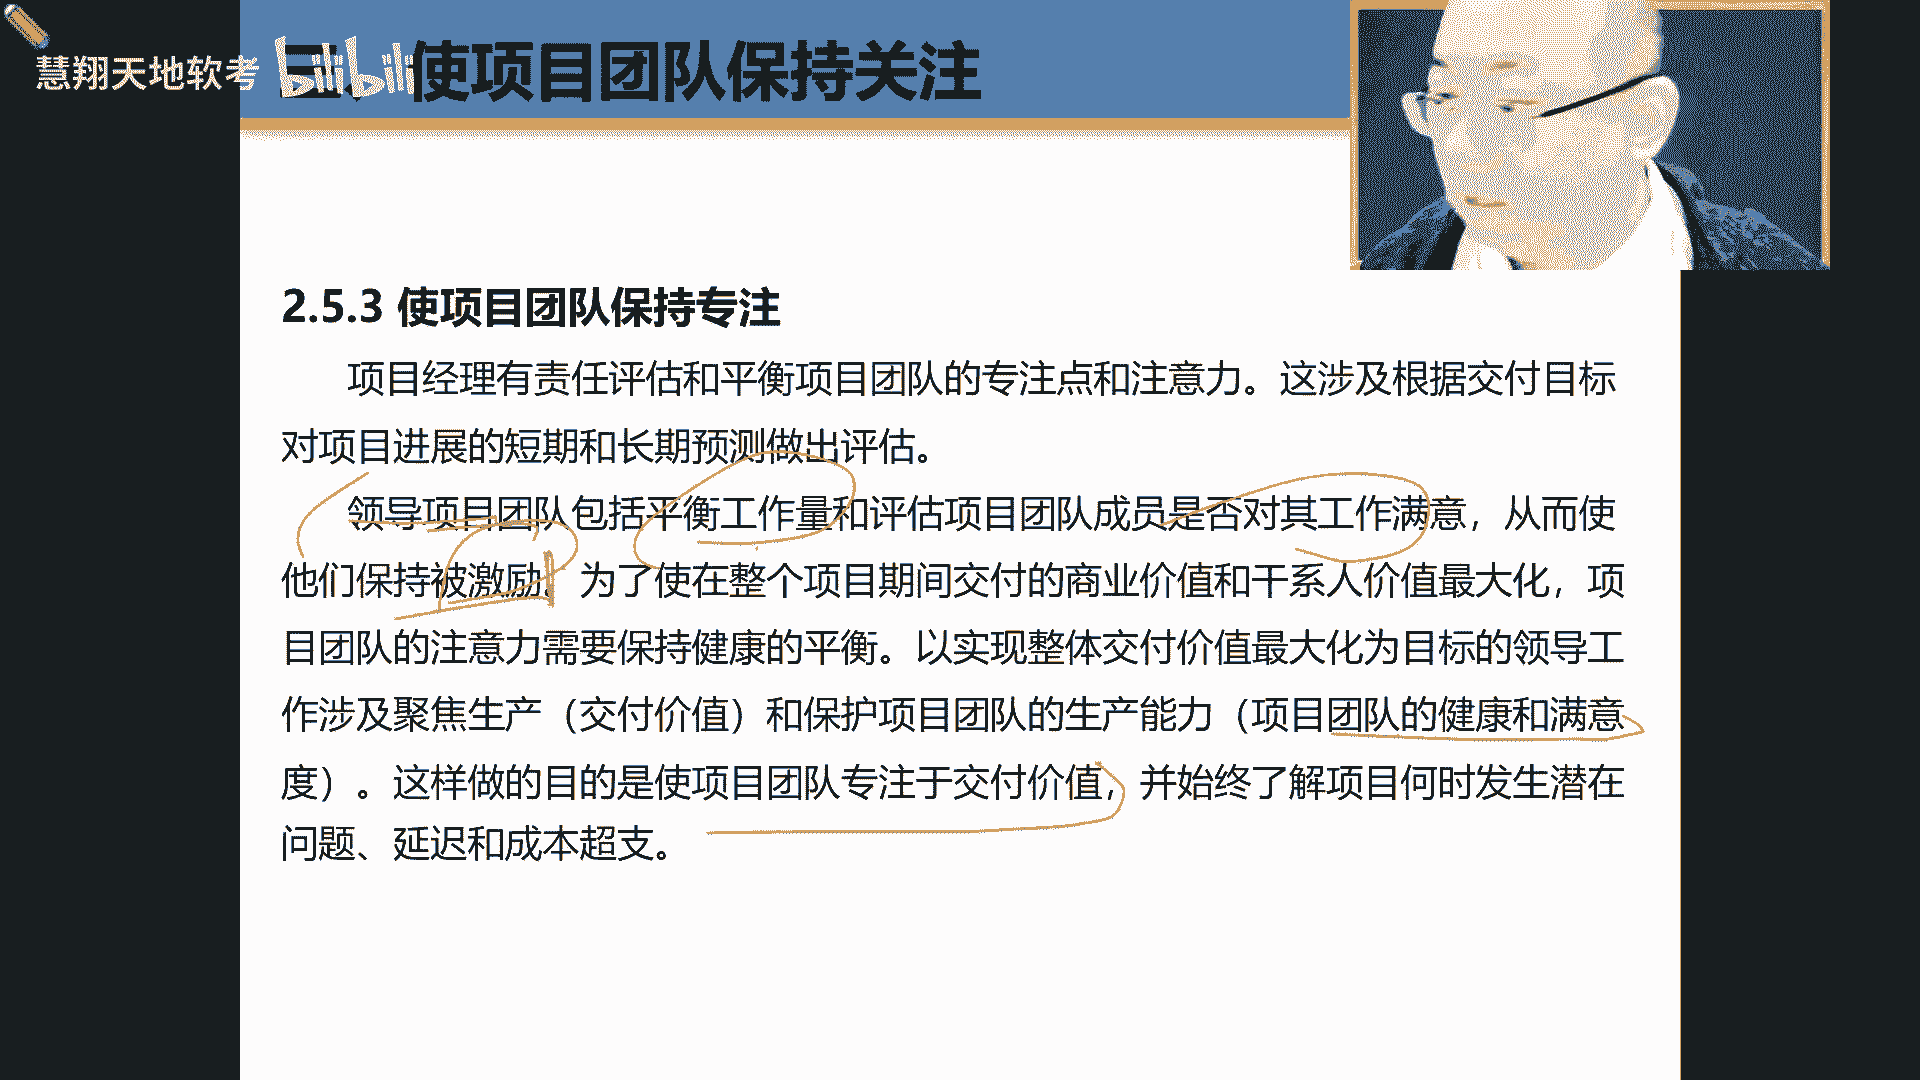 慧翔天地软考
bilibili
三、使项目团队保持关注
2.5.3 使项目团队保持专注
项目经理有责任评估和平衡项目团队的专注点和注意力。这涉及根据交付目标
对项目进展的短期和长期预测做出评估。
领导项目团队包括平衡工作量和评估项目团队成员是否对其工作满意，从而使
他们保持被激励。为了使在整个项目期间交付的商业价值和干系人价值最大化，项
目团队的注意力需要保持健康的平衡。以实现整体交付价值最大化为目标的领导工
作涉及聚焦生产（交付价值）和保护项目团队的生产能力（项目团队的健康和满意
度）。这样做的目的是使项目团队专注于交付价值，并始终了解项目何时发生潜在
问题、延迟和成本超支。